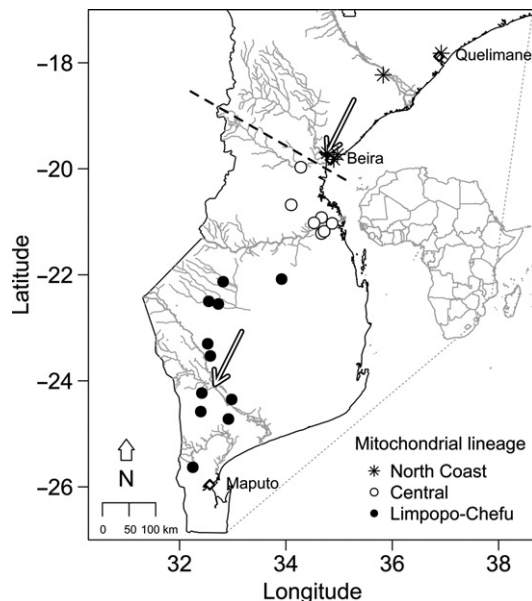 −18
−20
−22
−24
−26
Latitude
32
34
36
38
Longitude
Quelimane
Beira
Maputo
N
0 50 100 km
Mitochondrial lineage
North Coast
Central
Limpopo-Chefu